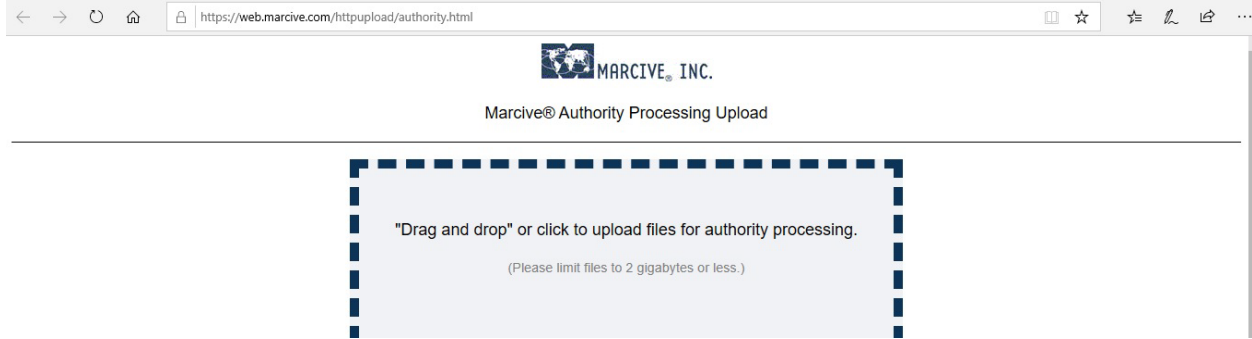 https://web.marcive.com/httpupload/authority.html
MARCIVE® INC.
Marcive® Authority Processing Upload
"Drag and drop" or click to upload files for authority processing.
(Please limit files to 2 gigabytes or less.)